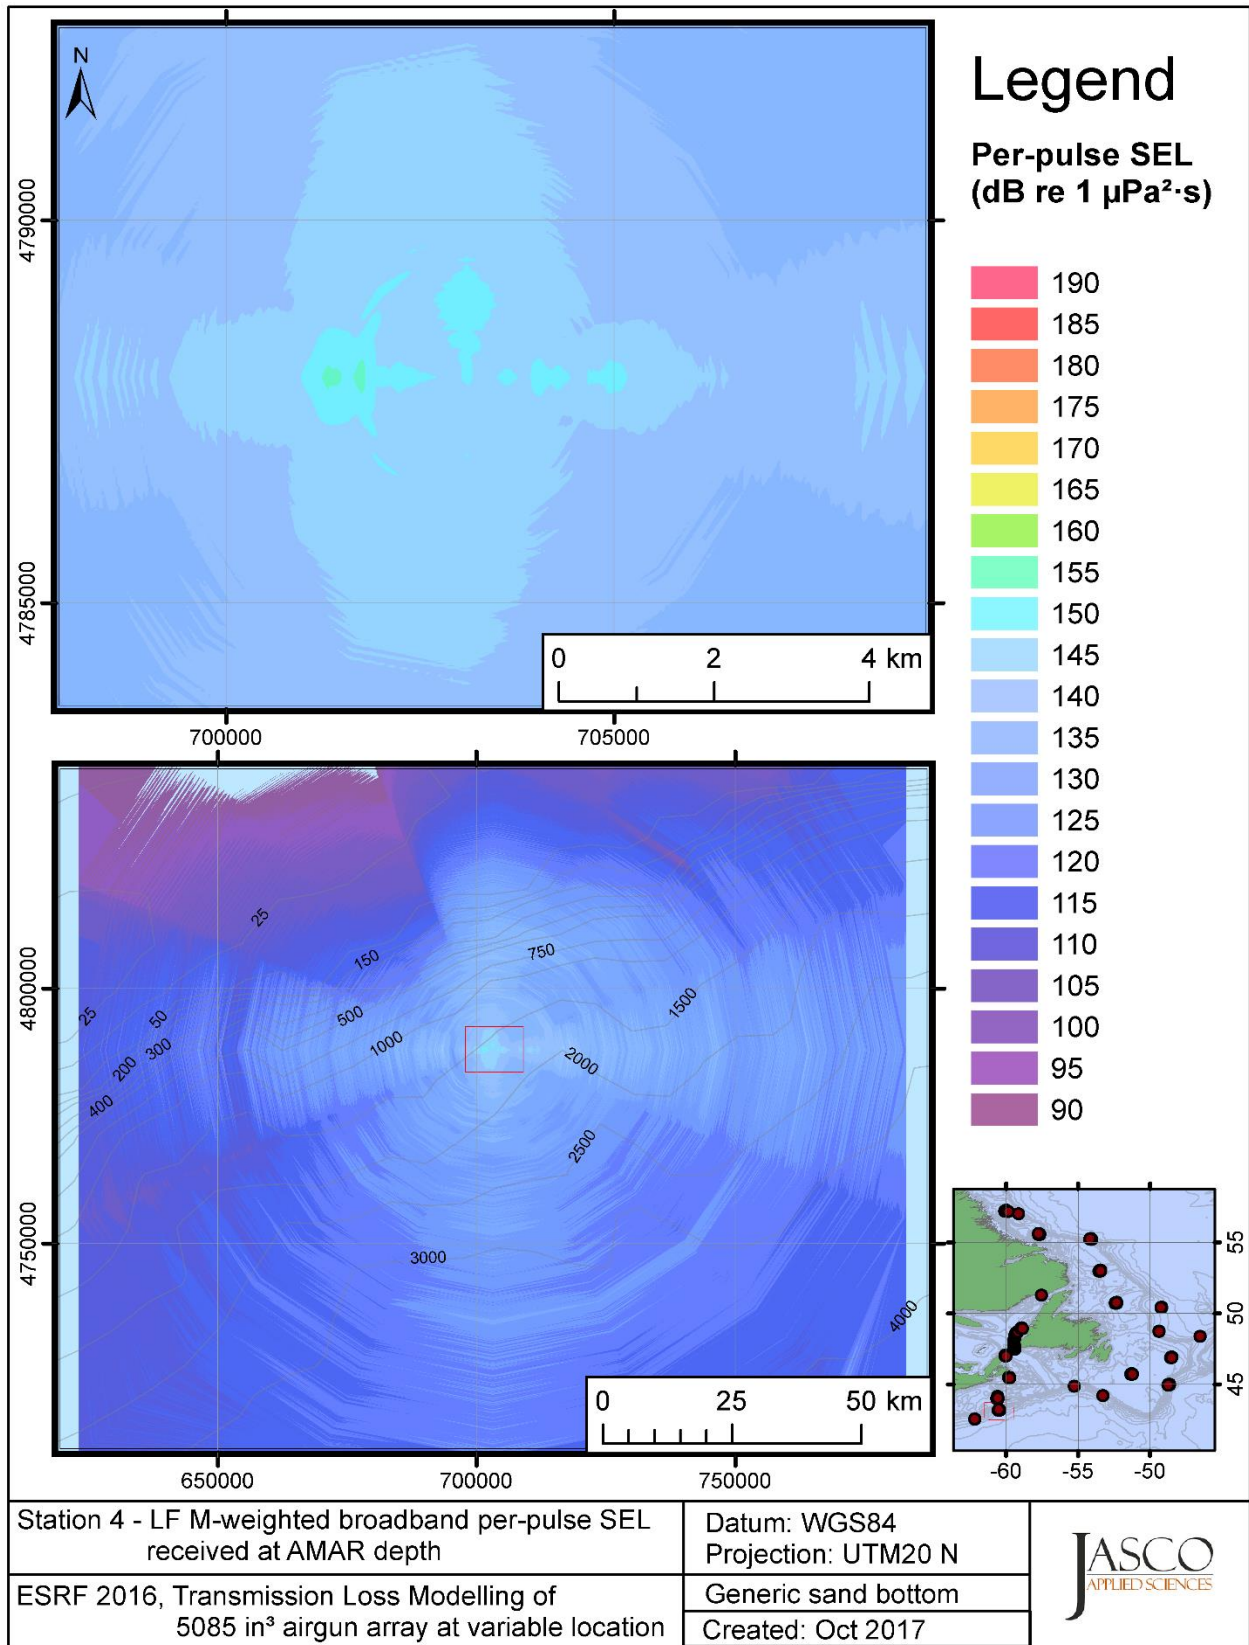 N
4790000
4785000
0 2 4 km
700000 705000
Legend
Per-pulse SEL
(dB re 1 µPa²·s)
190
185
180
175
170
165
160
155
150
145
140
135
130
125
120
115
110
105
100
95
90
4800000
4750000
25
150
750
25
50
500
1500
200
300
1000
400
2000
2500
3000
4000
0 25 50 km
650000 700000 750000
55
50
45
-60 -55 -50
Station 4 - LF M-weighted broadband per-pulse SEL
received at AMAR depth
ESRF 2016, Transmission Loss Modelling of
5085 in³ airgun array at variable location
Datum: WGS84
Projection: UTM20 N
Generic sand bottom
Created: Oct 2017
JASCO
APPLIED SCIENCES